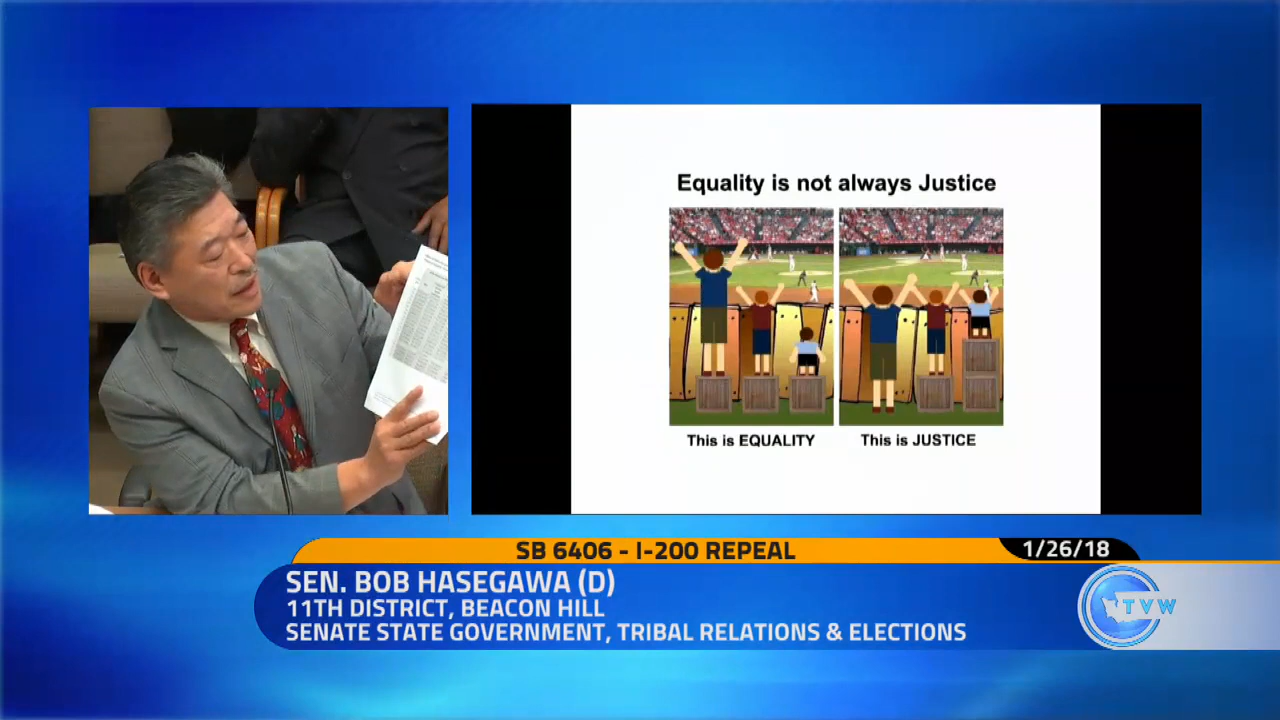 Equality is not always Justice
This is EQUALITY
This is JUSTICE
SB 6406 - I-200 REPEAL
1/26/18
SEN. BOB HASEGAWA (D)
11TH DISTRICT, BEACON HILL
SENATE STATE GOVERNMENT, TRIBAL RELATIONS & ELECTIONS
TVW